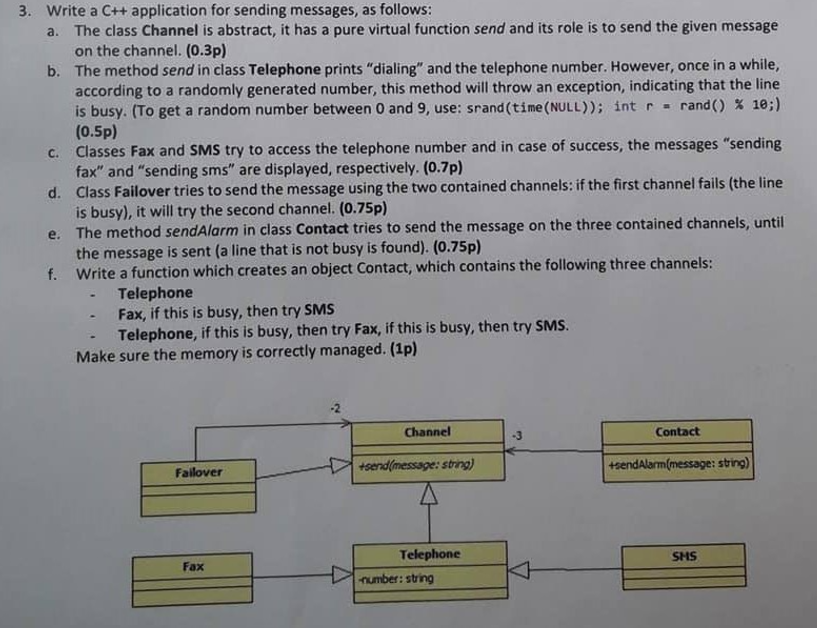 3. Write a C++ application for sending messages, as follows:
a. The class Channel is abstract, it has a pure virtual function send and its role is to send the given message
on the channel. (0.3p)
b. The method send in class Telephone prints "dialing" and the telephone number. However, once in a while,
according to a randomly generated number, this method will throw an exception, indicating that the line
is busy. (To get a random number between 0 and 9, use: srand(time(NULL)); int r = rand() % 10;)
(0.5p)
c. Classes Fax and SMS try to access the telephone number and in case of success, the messages "sending
fax" and "sending sms" are displayed, respectively. (0.7p)
d. Class Failover tries to send the message using the two contained channels: if the first channel fails (the line
is busy), it will try the second channel. (0.75p)
e. The method sendAlarm in class Contact tries to send the message on the three contained channels, until
the message is sent (a line that is not busy is found). (0.75p)
f. Write a function which creates an object Contact, which contains the following three channels:
- Telephone
- Fax, if this is busy, then try SMS
- Telephone, if this is busy, then try Fax, if this is busy, then try SMS.
Make sure the memory is correctly managed. (1p)
-2
Channel
-3
Contact
Failover
+send(message: string)
+sendAlarm(message: string)
Fax
Telephone
SMS
-number: string